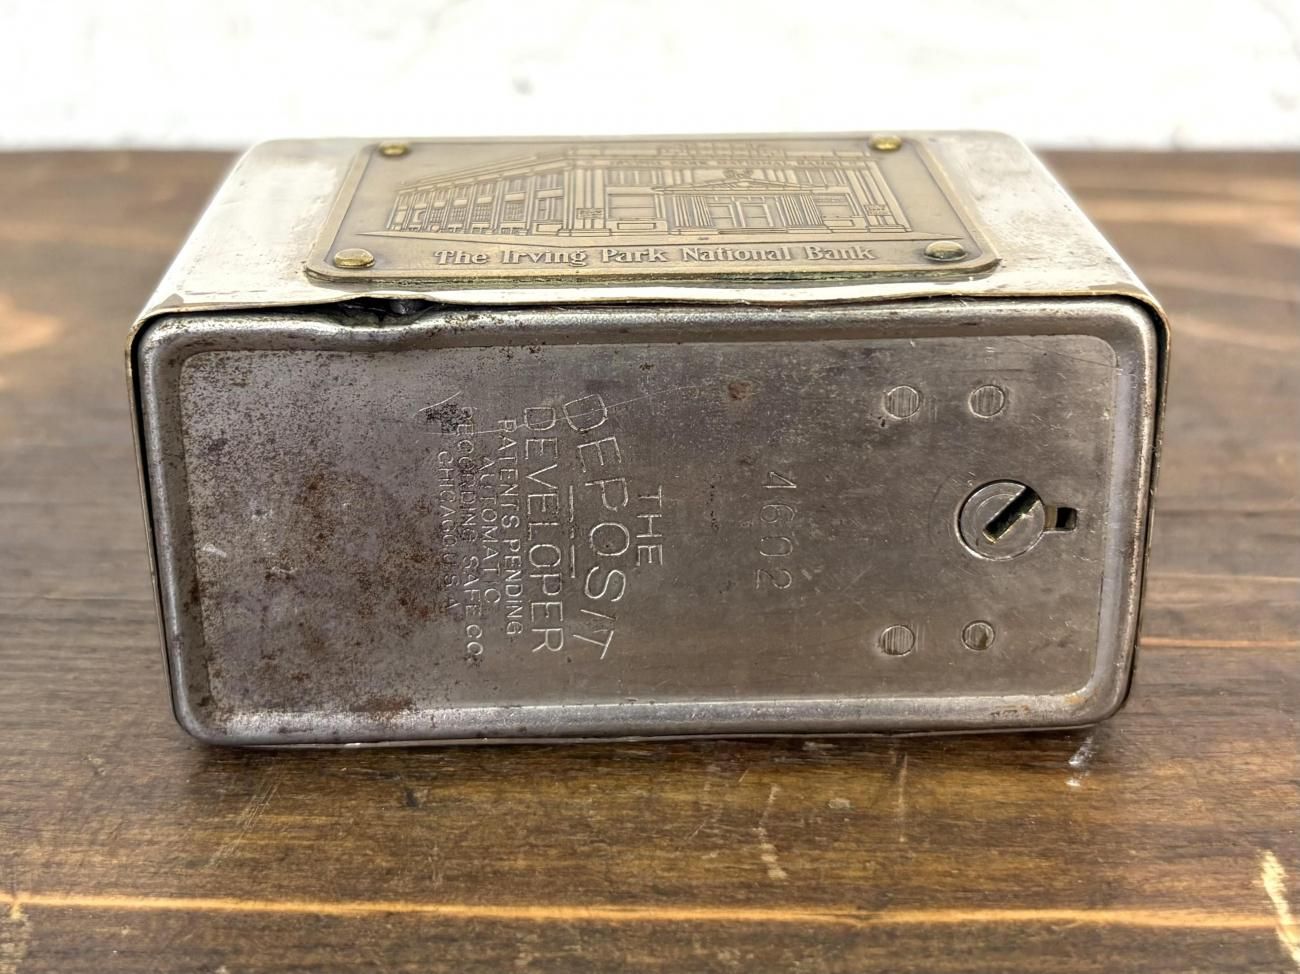 The Irving Park National Bank
4602
THE
DEPOSIT
DEVELOPER
PATENTS PENDING
AUTOMATIC
RECORDING SAFE CO.
CHICAGO U.S.A.